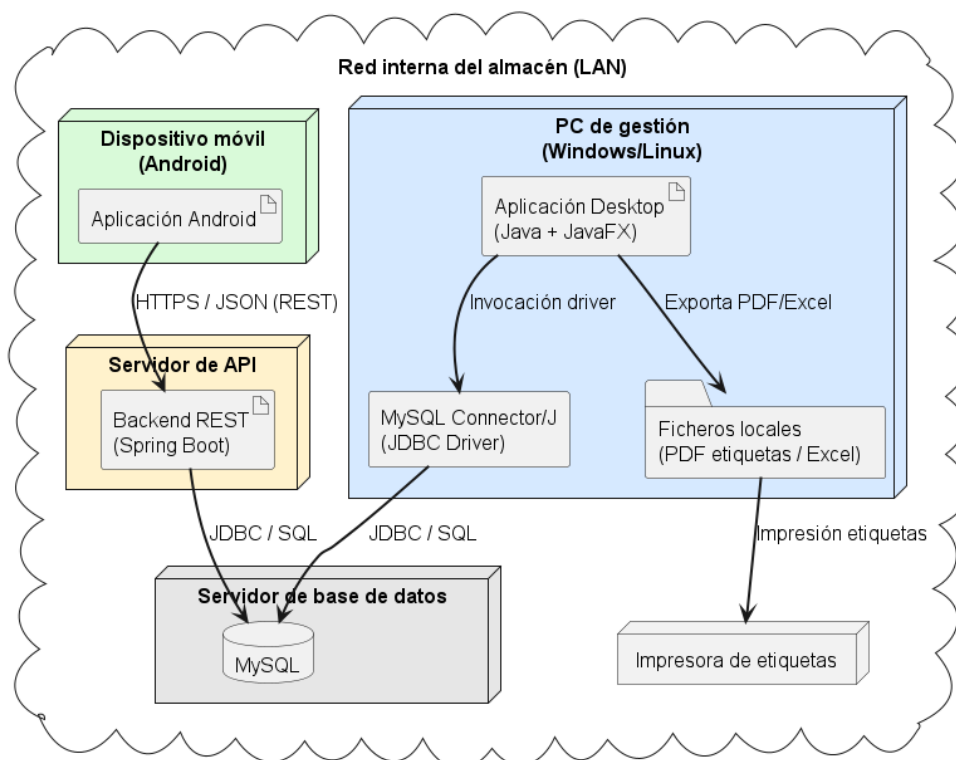 Red interna del almacén (LAN)
Dispositivo móvil
(Android)
Aplicación Android
PC de gestión
(Windows/Linux)
Aplicación Desktop
(Java + JavaFX)
HTTPS / JSON (REST)
Invocación driver
Exporta PDF/Excel
Servidor de API
Backend REST
(Spring Boot)
MySQL Connector/J
(JDBC Driver)
Ficheros locales
(PDF etiquetas / Excel)
JDBC / SQL
JDBC / SQL
Impresión etiquetas
Servidor de base de datos
MySQL
Impresora de etiquetas